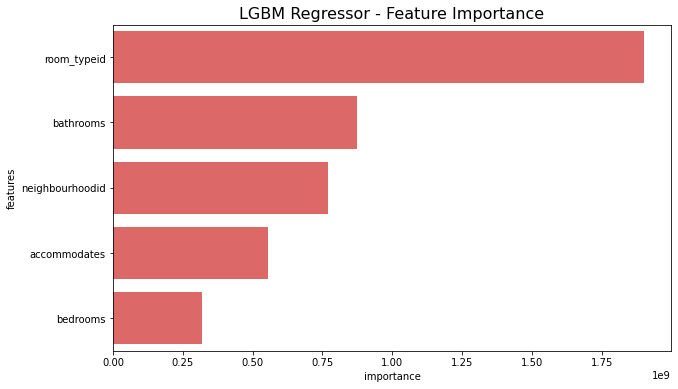 LGBM Regressor - Feature Importance
features
room_typeid
bathrooms
neighbourhoodid
accommodates
bedrooms
0.00 0.25 0.50 0.75 1.00 1.25 1.50 1.75
1e9
importance